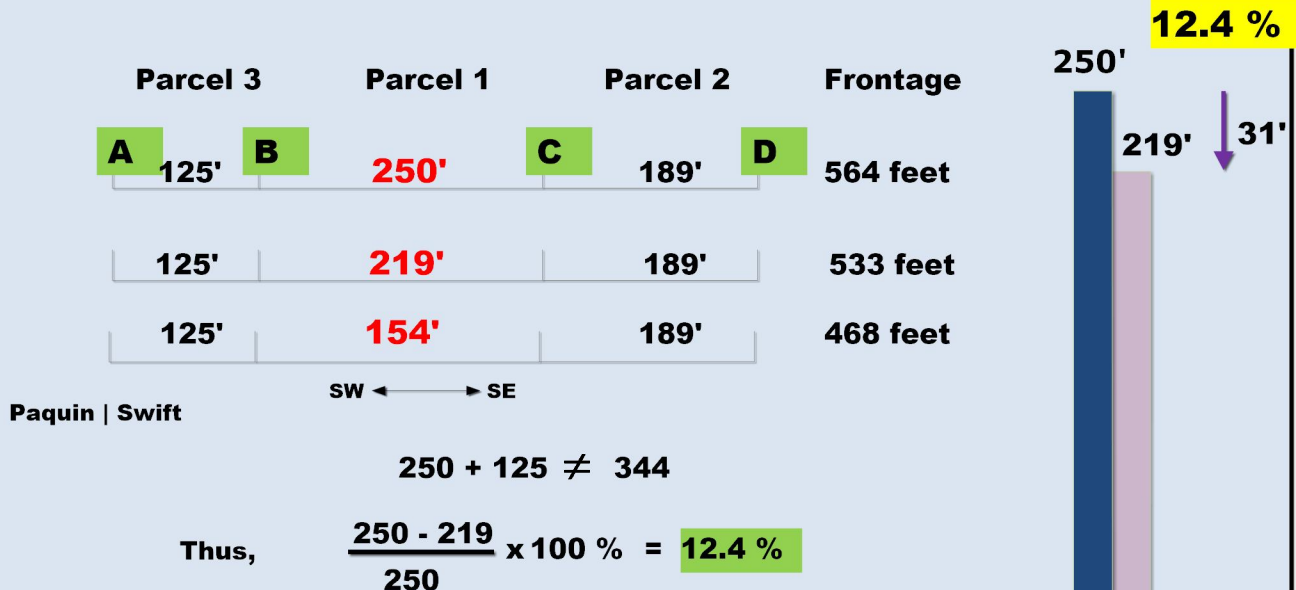 12.4 %
Parcel 3 Parcel 1 Parcel 2 Frontage
250'
A 125' B 250' C 189' D 564 feet
219' 31'
125' 219' 189' 533 feet
125' 154' 189' 468 feet
SW SE
Paquin | Swift
250 + 125 ≠ 344
Thus, 250 - 219 x 100 % = 12.4 %
250